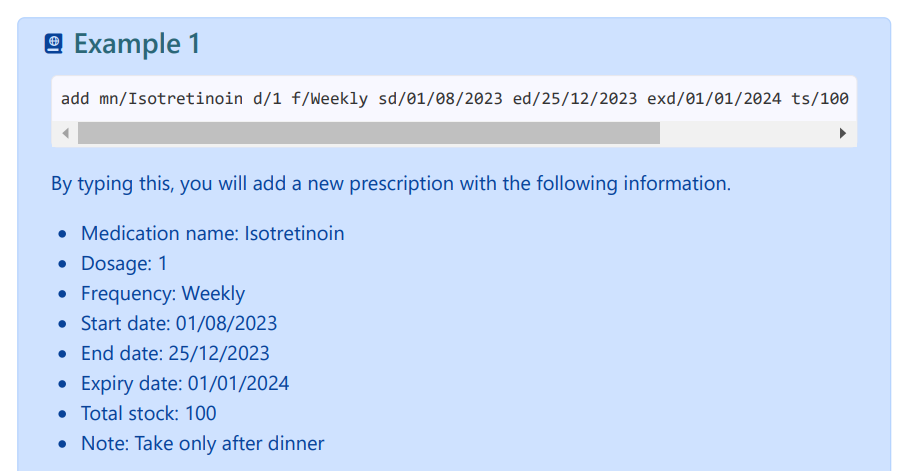 Example 1
add mn/Isotretinoin d/1 f/Weekly sd/01/08/2023 ed/25/12/2023 exd/01/01/2024 ts/100
By typing this, you will add a new prescription with the following information.
Medication name: Isotretinoin
Dosage: 1
Frequency: Weekly
Start date: 01/08/2023
End date: 25/12/2023
Expiry date: 01/01/2024
Total stock: 100
Note: Take only after dinner